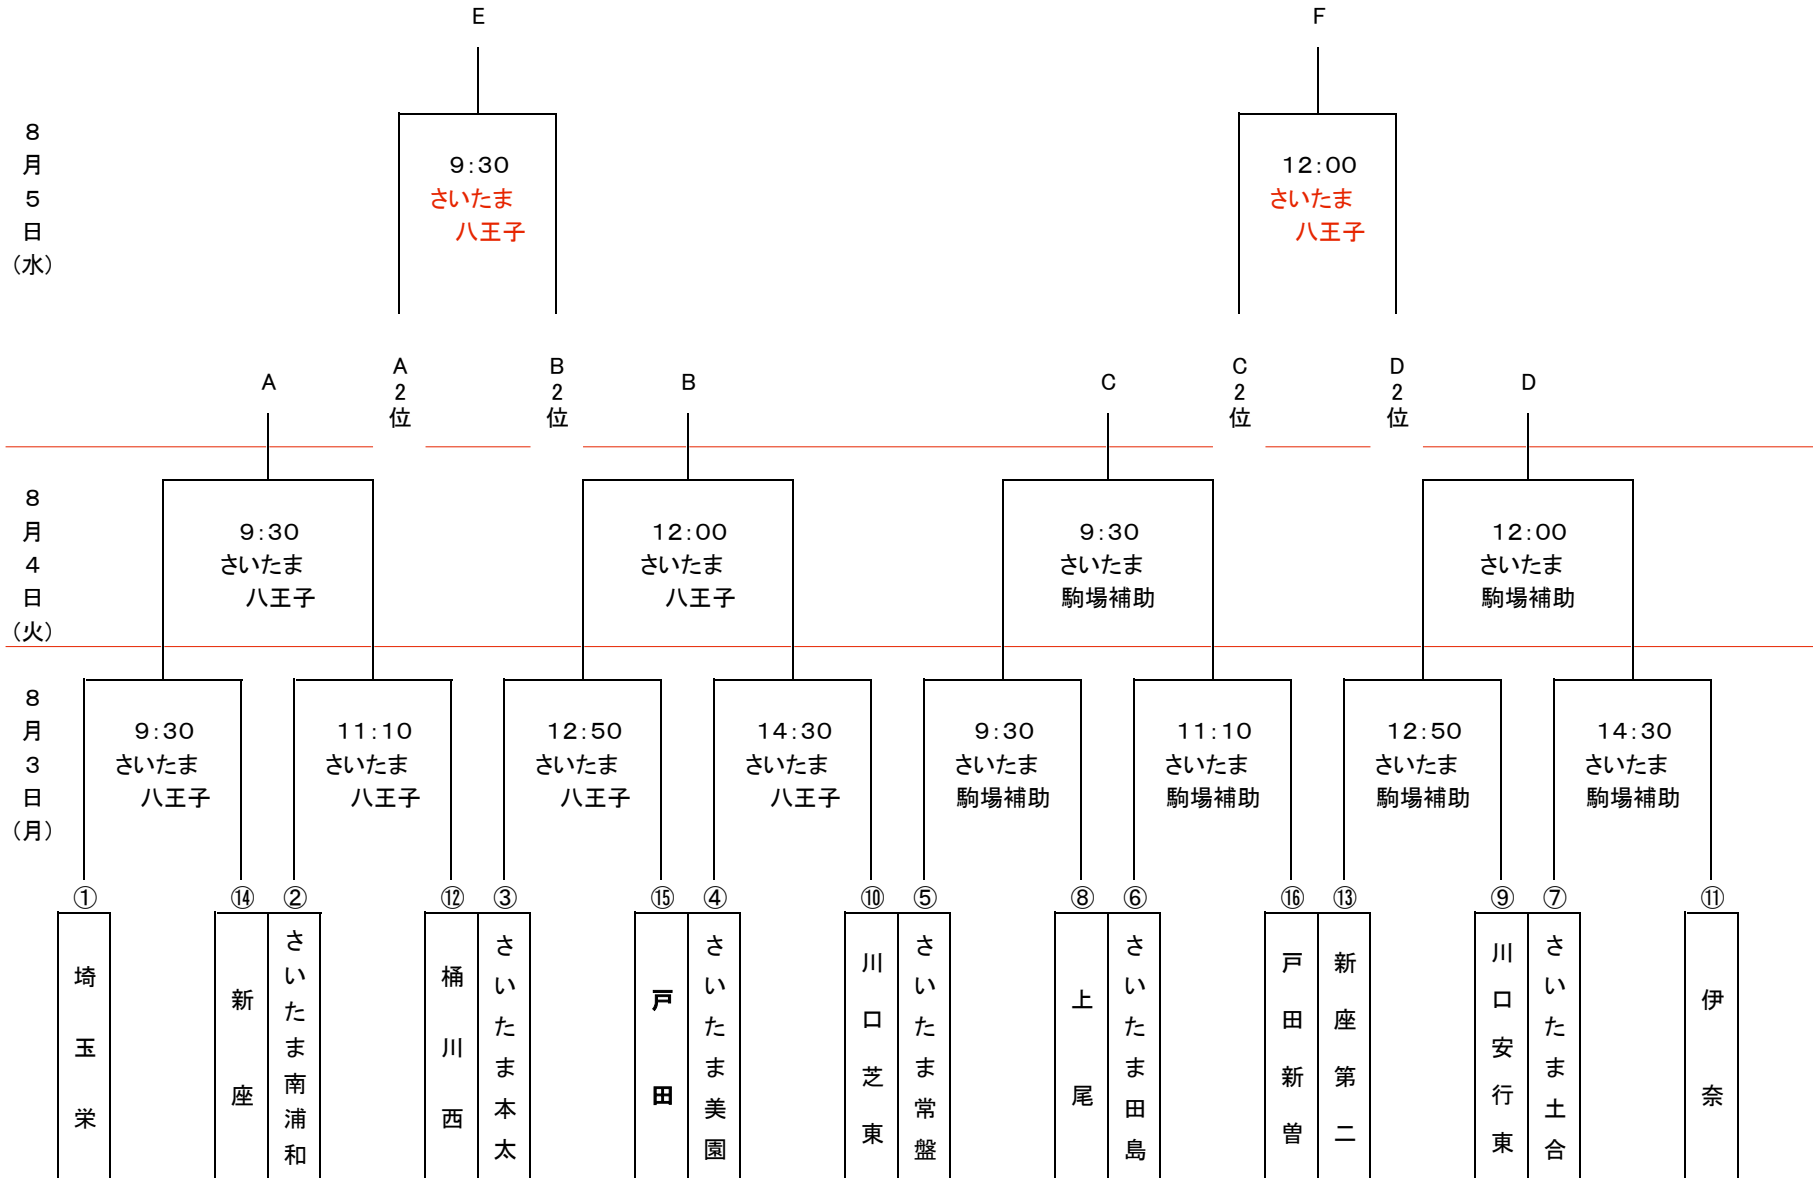 E
F
8月5日(水)
9:30
さいたま
八王子
12:00
さいたま
八王子
A
A2位
B2位
B
C
C2位
D2位
D
8月4日(火)
9:30
さいたま
八王子
12:00
さいたま
八王子
9:30
さいたま
駒場補助
12:00
さいたま
駒場補助
8月3日(月)
9:30
さいたま
八王子
11:10
さいたま
八王子
12:50
さいたま
八王子
14:30
さいたま
八王子
9:30
さいたま
駒場補助
11:10
さいたま
駒場補助
12:50
さいたま
駒場補助
14:30
さいたま
駒場補助
①
埼玉栄
⑭
新座
②
さいたま南浦和
⑫
桶川西
③
さいたま本太
⑮
戸田
④
さいたま美園
⑩
川口芝東
⑤
さいたま常盤
⑧
上尾
⑥
さいたま田島
⑯
戸田新曽
⑬
新座第二
⑨
川口安行東
⑦
さいたま土合
⑪
伊奈